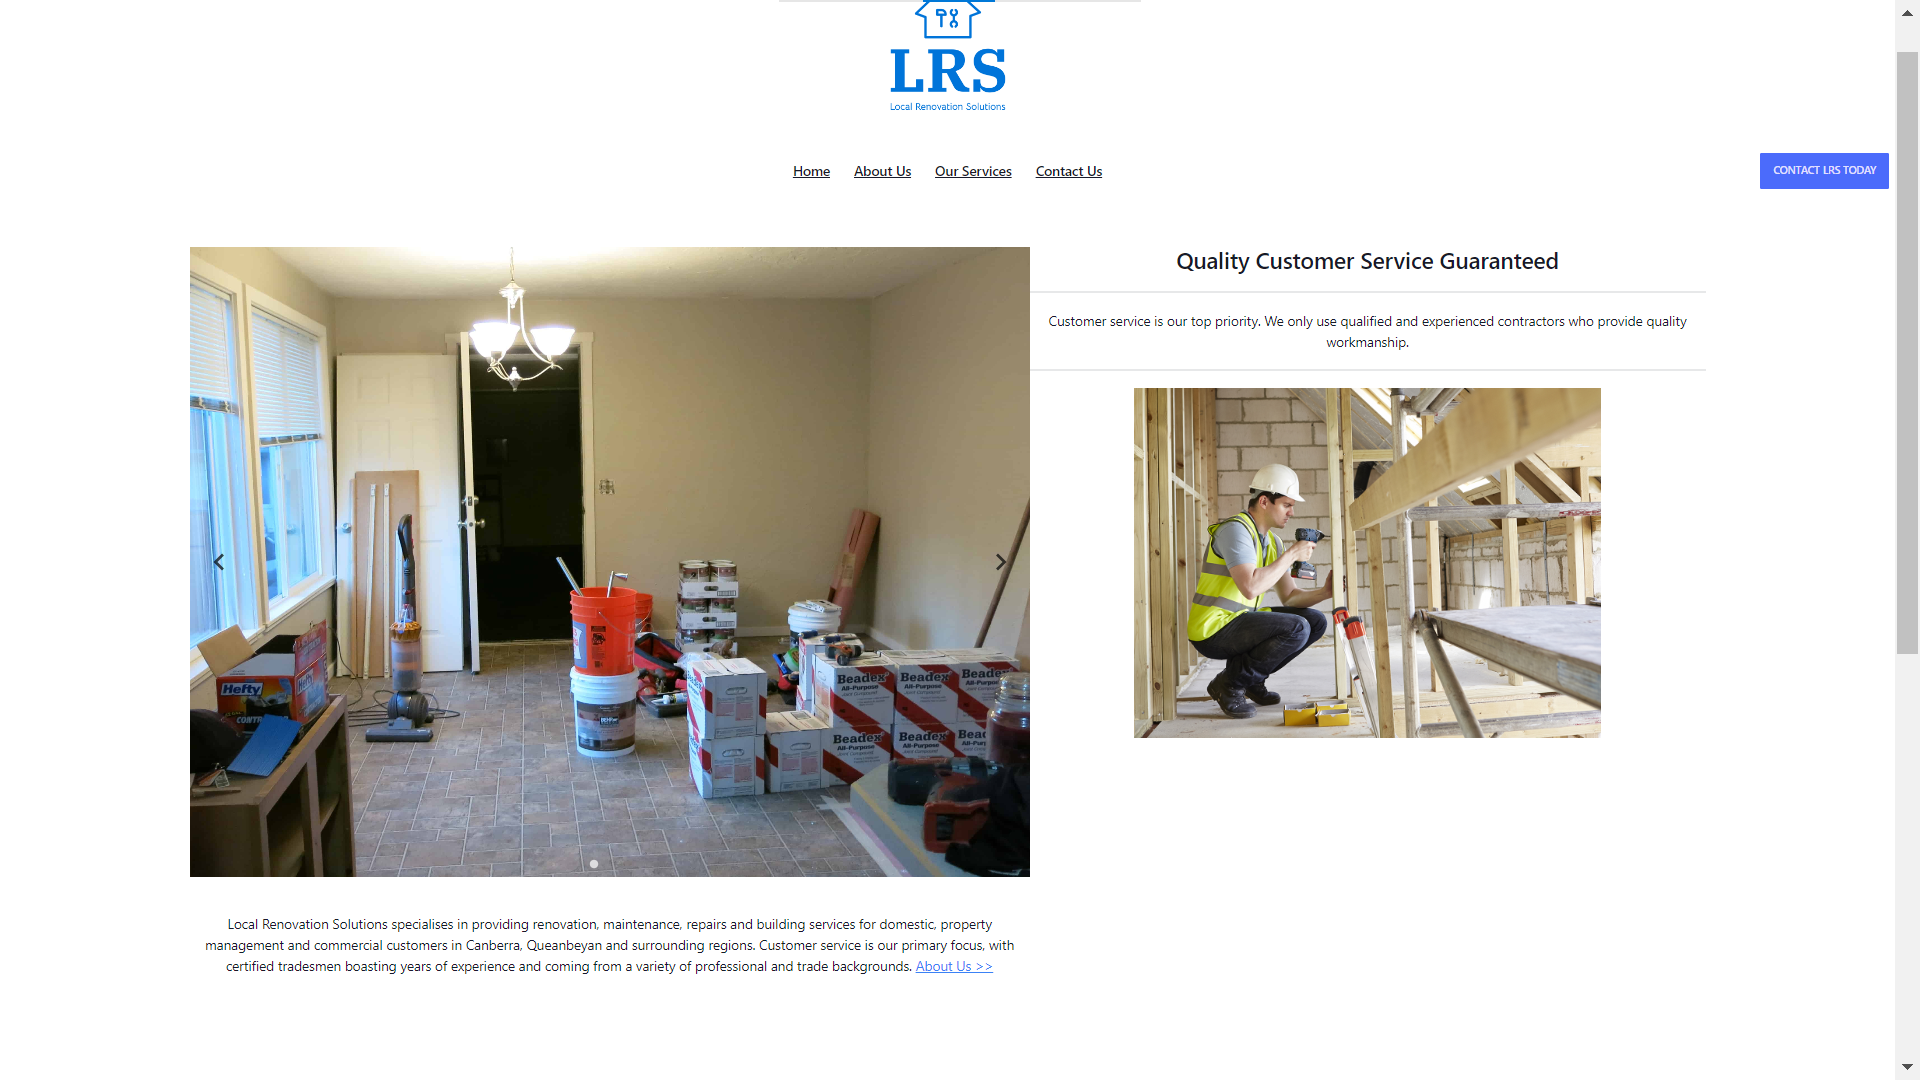 LRS
Local Renovation Solutions
Home
About Us
Our Services
Contact Us
CONTACT LRS TODAY
Quality Customer Service Guaranteed
Customer service is our top priority. We only use qualified and experienced contractors who provide quality
workmanship.
Hefty
Beadex
All-Purpose
Joint Compound
Beadex
All-Purpose
Beadex
All-Purpose
Beadex
All-Purpose
Beadex
All-Purpose
Local Renovation Solutions specialises in providing renovation, maintenance, repairs and building services for domestic, property
management and commercial customers in Canberra, Queanbeyan and surrounding regions. Customer service is our primary focus, with
certified tradesmen boasting years of experience and coming from a variety of professional and trade backgrounds. About Us >>